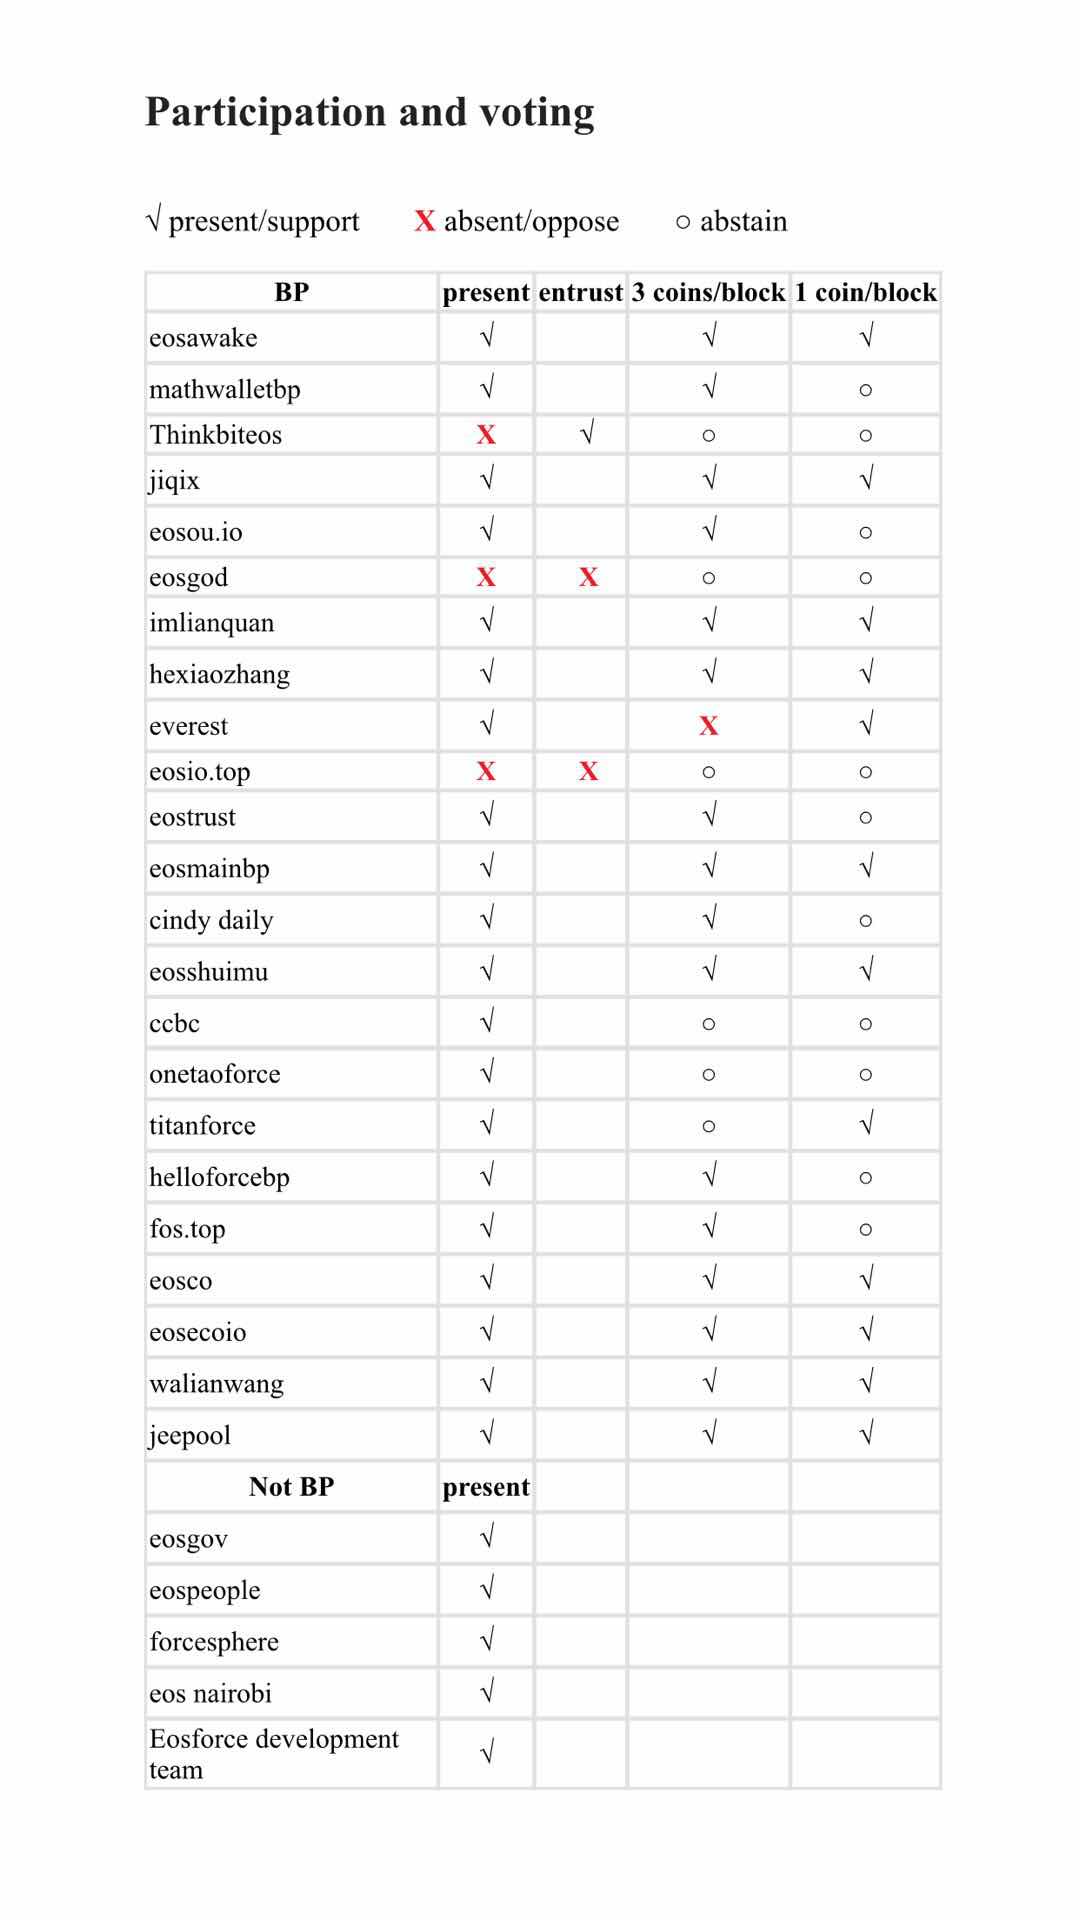 Participation and voting
√ present/support X absent/oppose ○ abstain
BP present entrust 3 coins/block 1 coin/block
eosawake √ √ √
mathwalletbp √ √ ○
Thinkbiteos X √ ○ ○
jiqix √ √ √
eosou.io √ √ ○
eosgod X X ○ ○
imlianquan √ √ √
hexiaozhang √ √ √
everest √ X √
eosio.top X X ○ ○
eostrust √ √ ○
eosmainbp √ √ √
cindy daily √ √ ○
eosshuimu √ √ √
ccbc √ ○ ○
onetaoforce √ ○ ○
titanforce √ ○ √
helloforcebp √ √ ○
fos.top √ √ ○
eosco √ √ √
eosecoio √ √ √
walianwang √ √ √
jeepool √ √ √
Not BP present
eosgov √
eospeople √
forcesphere √
eos nairobi √
Eosforce development
team √